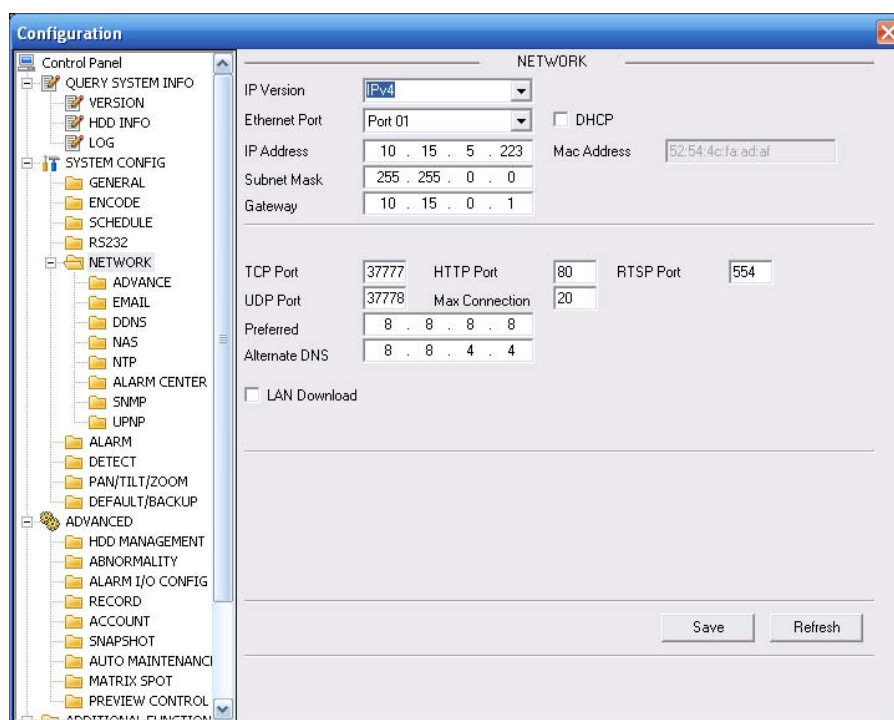 Configuration
Control Panel
QUERY SYSTEM INFO
VERSION
HDD INFO
LOG
SYSTEM CONFIG
GENERAL
ENCODE
SCHEDULE
RS232
NETWORK
ADVANCE
EMAIL
DDNS
NAS
NTP
ALARM CENTER
SNMP
UPNP
ALARM
DETECT
PAN/TILT/ZOOM
DEFAULT/BACKUP
ADVANCED
HDD MANAGEMENT
ABNORMALITY
ALARM I/O CONFIG
RECORD
ACCOUNT
SNAPSHOT
AUTO MAINTENANC
MATRIX SPOT
PREVIEW CONTROL
ADDITIONAL FUNCTION
NETWORK
IP Version IPv4
Ethernet Port Port 01 DHCP
IP Address 10 . 15 . 5 . 223 Mac Address 52:54:4c:fa:ad:af
Subnet Mask 255 . 255 . 0 . 0
Gateway 10 . 15 . 0 . 1
TCP Port 37777 HTTP Port 80 RTSP Port 554
UDP Port 37778 Max Connection 20
Preferred 8 . 8 . 8 . 8
Alternate DNS 8 . 8 . 4 . 4
LAN Download
Save Refresh